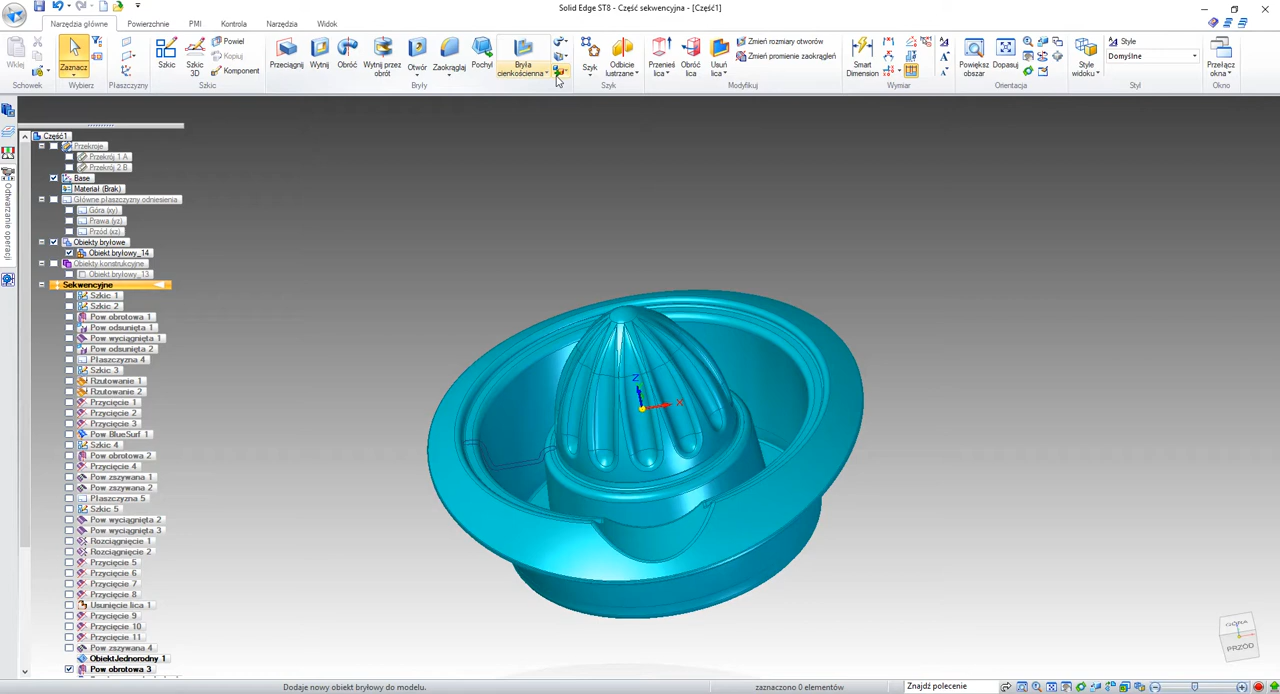 Solid Edge ST8 - Część sekwencyjna - [Część1]
Narzędzia główne
Powierzchnie
PMI
Kontrola
Narzędzia
Widok
Wklej
Zaznacz
Szkic
Szkic 3D
Powiel
Kopiuj
Komponent
Przeciągnij
Wytnij
Obróć
Wytnij przez obrót
Otwór
Zaokrąglaj
Pochyl
Bryła cienkościenna
Szyk
Odbicie lustrzane
Przenieś lica
Obróć lica
Usuń lica
Zmień rozmiary otworów
Zmień promienie zaokrągleń
Smart Dimension
Powiększ obszar
Dopasuj
Style widoku
Style
Domyślne
Przełącz okna
Schowek
Wybierz
Płaszczyzny
Szkic
Bryły
Szyk
Modyfikuj
Wymiar
Orientacja
Styl
Okno
Odtwarzanie operacji
Część1
Przekroje
Przekrój 1 A
Przekrój 2 B
Base
Materiał (Brak)
Główne płaszczyzny odniesienia
Góra (xy)
Prawa (yz)
Przód (xz)
Obiekty bryłowe
Obiekt bryłowy_14
Obiekty konstrukcyjne
Obiekt bryłowy_13
Sekwencyjne
Szkic 1
Szkic 2
Pow obrotowa 1
Pow odsunięta 1
Pow wyciągnięta 1
Pow odsunięta 2
Płaszczyzna 4
Szkic 3
Rzutowanie 1
Rzutowanie 2
Przycięcie 1
Przycięcie 2
Przycięcie 3
Pow BlueSurf 1
Szkic 4
Pow obrotowa 2
Przycięcie 4
Pow zszywana 1
Pow zszywana 2
Płaszczyzna 5
Szkic 5
Pow wyciągnięta 2
Pow wyciągnięta 3
Rozciągnięcie 1
Rozciągnięcie 2
Przycięcie 5
Przycięcie 6
Przycięcie 7
Przycięcie 8
Usunięcie lica 1
Przycięcie 9
Przycięcie 10
Przycięcie 11
Pow zszywana 4
ObiektJednorodny 1
Pow obrotowa 3
Z
X
GÓRA
PRZÓD
Dodaje nowy obiekt bryłowy do modelu.
zaznaczono 0 elementów
Znajdź polecenie